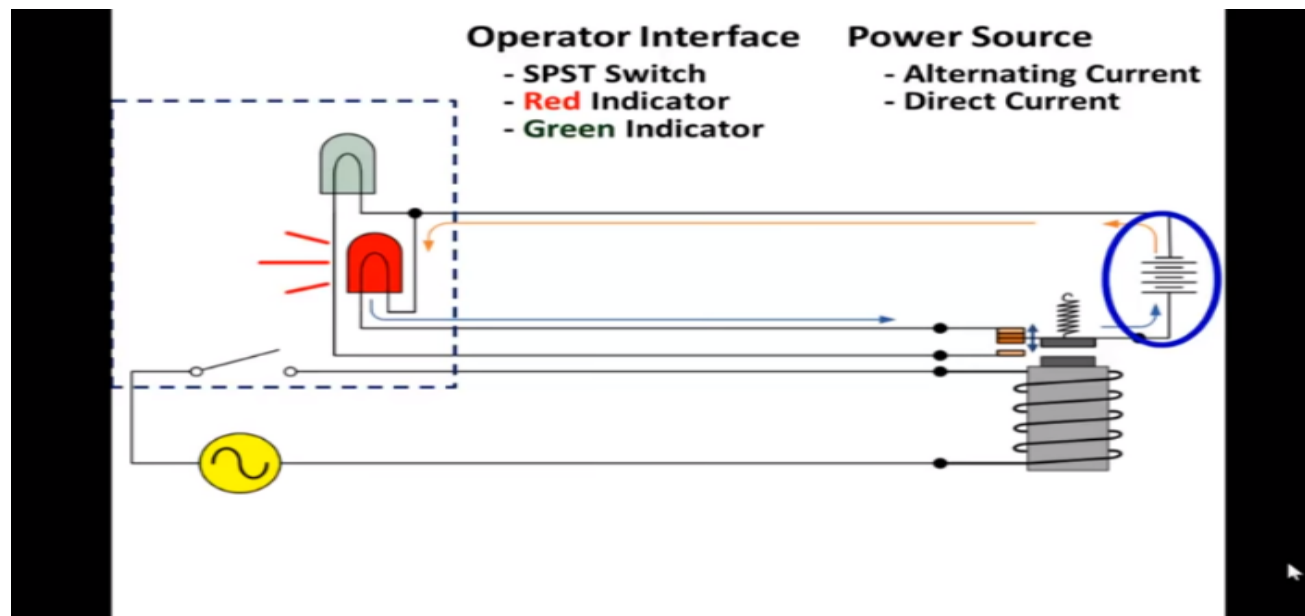 Operator Interface
- SPST Switch
- Red Indicator
- Green Indicator
Power Source
- Alternating Current
- Direct Current